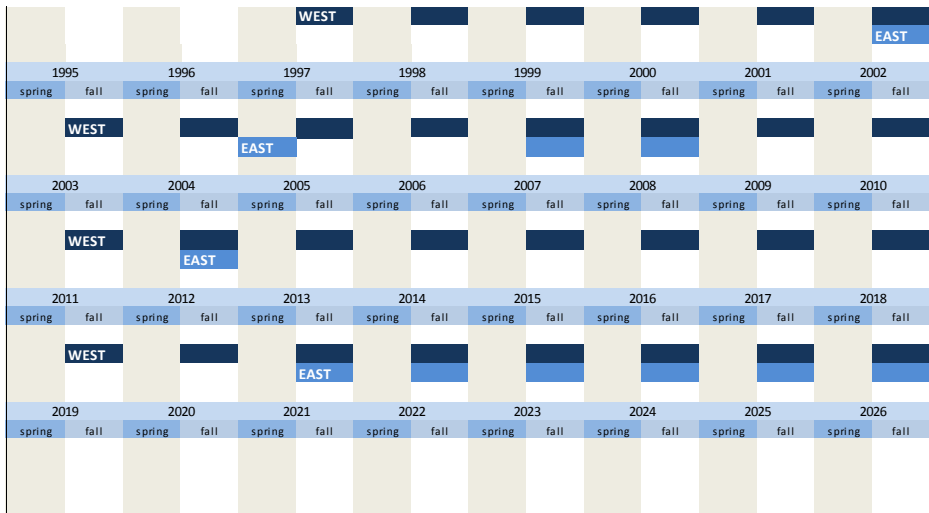 WEST
EAST
1995 1996 1997 1998 1999 2000 2001 2002
spring fall spring fall spring fall spring fall spring fall spring fall spring fall spring fall
WEST
EAST
2003 2004 2005 2006 2007 2008 2009 2010
spring fall spring fall spring fall spring fall spring fall spring fall spring fall spring fall
WEST
EAST
2011 2012 2013 2014 2015 2016 2017 2018
spring fall spring fall spring fall spring fall spring fall spring fall spring fall spring fall
WEST
EAST
2019 2020 2021 2022 2023 2024 2025 2026
spring fall spring fall spring fall spring fall spring fall spring fall spring fall spring fall